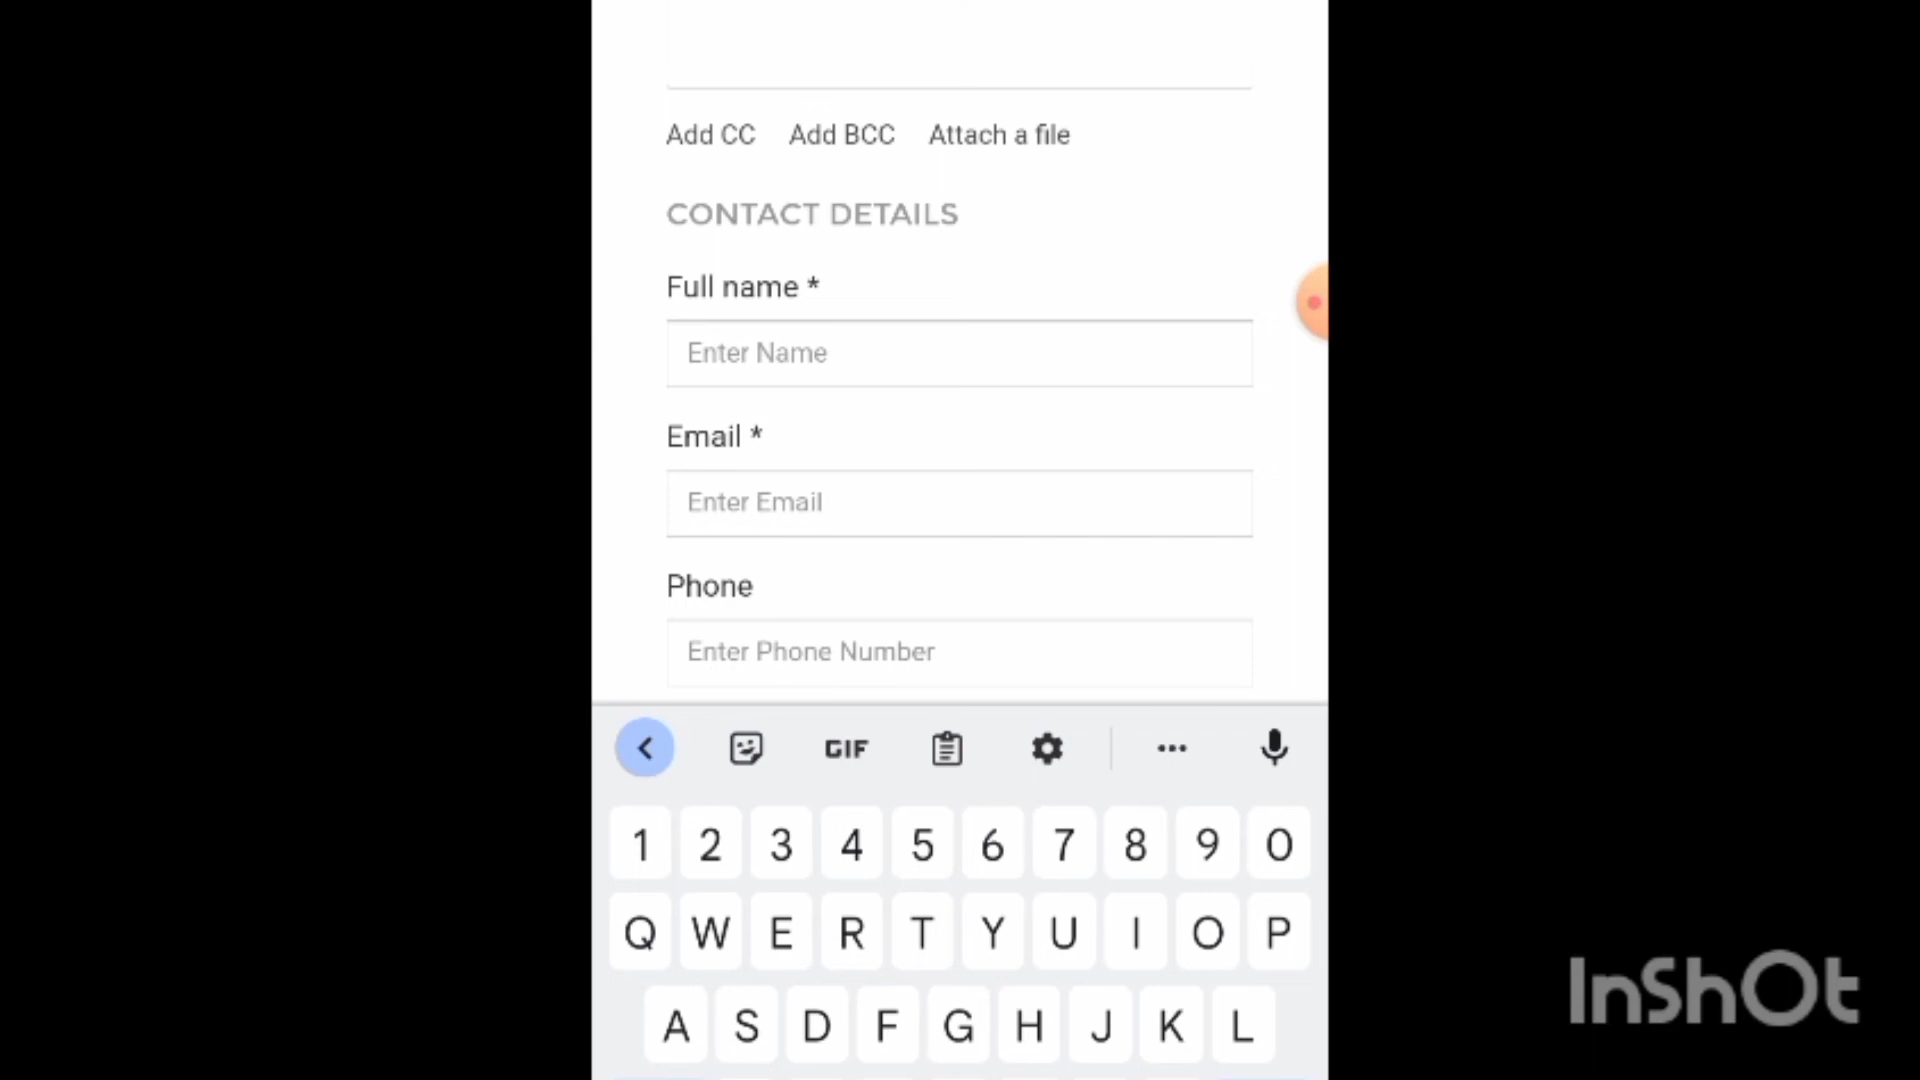 Add CC Add BCC Attach a file
CONTACT DETAILS
Full name *
Enter Name
Email *
Enter Email
Phone
Enter Phone Number
GIF
1 2 3 4 5 6 7 8 9 0
Q W E R T Y U I O P
A S D F G H J K L
InShOt